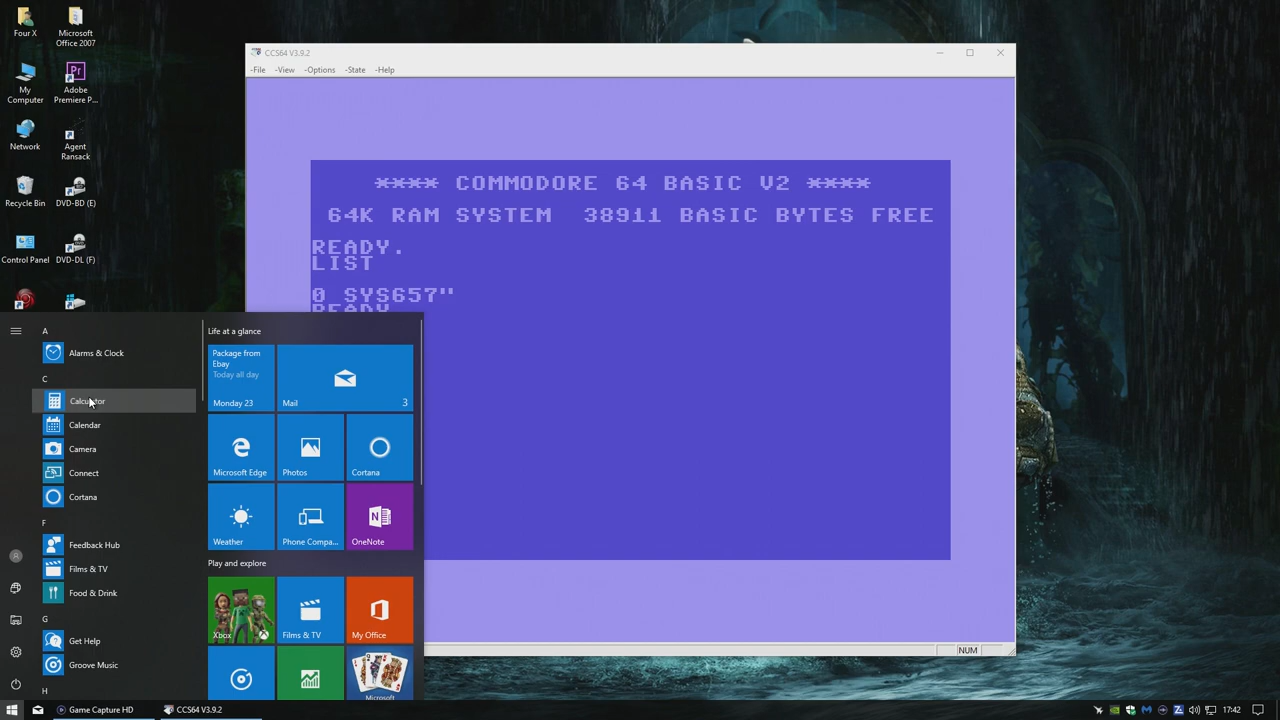 Four X
Microsoft Office 2007
My Computer
Adobe Premiere P...
Network
Agent Ransack
Recycle Bin
DVD-BD (E)
Control Panel
DVD-DL (F)
CCS64 V3.9.2
-File -View -Options -State -Help
**** COMMODORE 64 BASIC V2 ****
64K RAM SYSTEM 38911 BASIC BYTES FREE
READY.
LIST
0 SYS657"
READY
NUM
A
Alarms & Clock
C
Calculator
Calendar
Camera
Connect
Cortana
F
Feedback Hub
Films & TV
Food & Drink
G
Get Help
Groove Music
H
Life at a glance
Package from
Ebay
Today all day
Monday 23
Mail 3
Microsoft Edge
Photos
Cortana
Weather
Phone Compa...
OneNote
Play and explore
Xbox
Films & TV
My Office
Microsoft
Game Capture HD
CCS64 V3.9.2
17:42